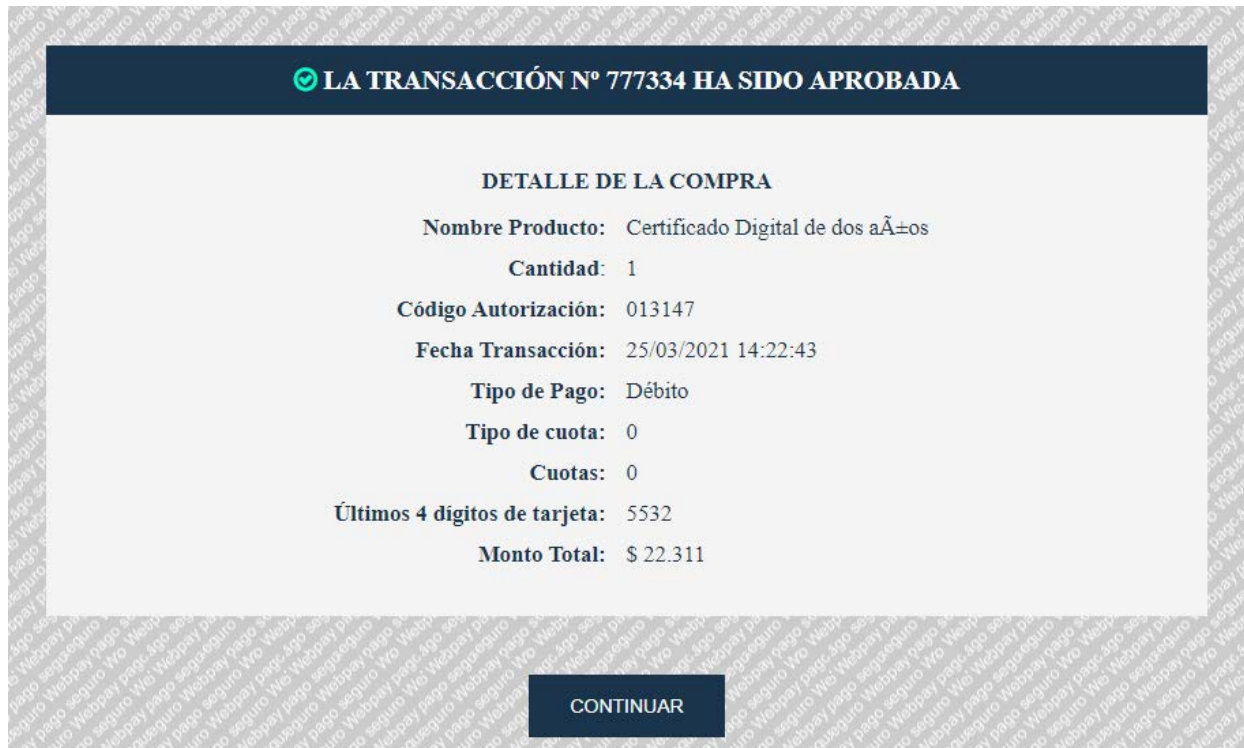 LA TRANSACCIÓN Nº 777334 HA SIDO APROBADA
DETALLE DE LA COMPRA
Nombre Producto: Certificado Digital de dos aÃ±os
Cantidad: 1
Código Autorización: 013147
Fecha Transacción: 25/03/2021 14:22:43
Tipo de Pago: Débito
Tipo de cuota: 0
Cuotas: 0
Últimos 4 dígitos de tarjeta: 5532
Monto Total: $ 22.311
CONTINUAR